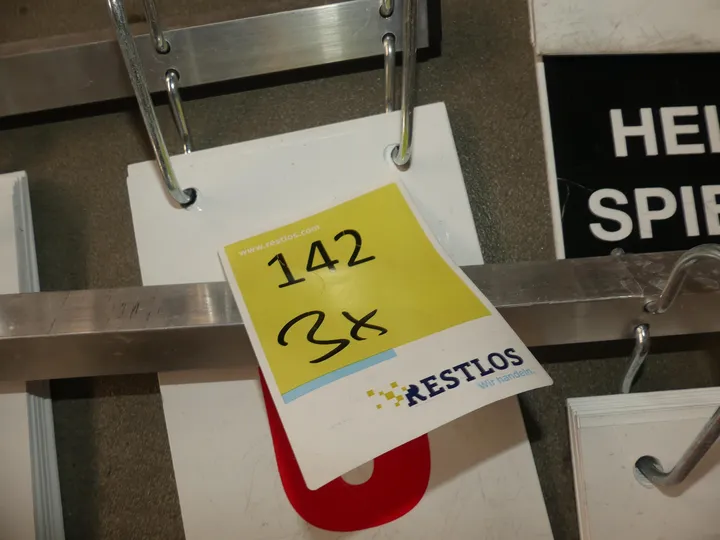 HEI
SPIE
www.restlos.com
142
3x
RESTLOS
Wir handeln.